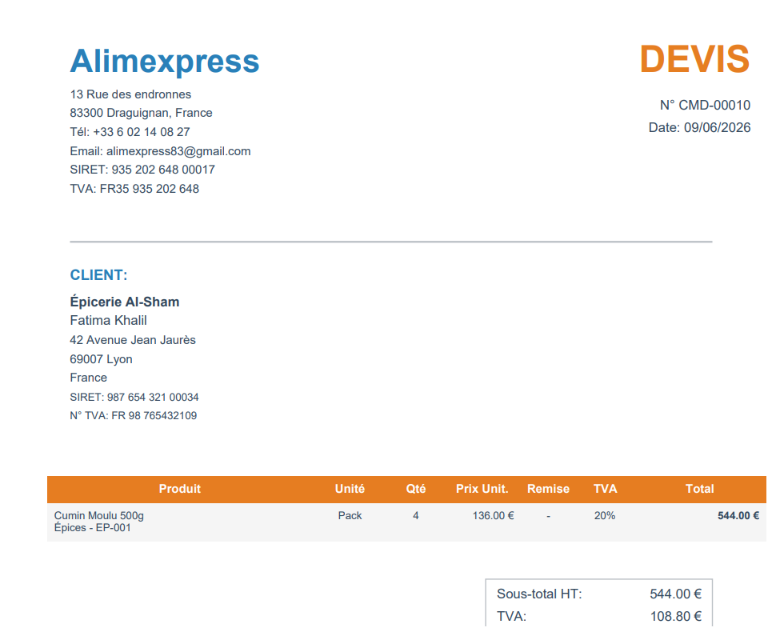 Alimexpress
13 Rue des endronnes
83300 Draguignan, France
Tél: +33 6 02 14 08 27
Email: alimexpress83@gmail.com
SIRET: 935 202 648 00017
TVA: FR35 935 202 648
DEVIS
N° CMD-00010
Date: 09/06/2026
CLIENT:
Épicerie Al-Sham
Fatima Khalil
42 Avenue Jean Jaurès
69007 Lyon
France
SIRET: 987 654 321 00034
N° TVA: FR 98 765432109
Produit Unité Qté Prix Unit. Remise TVA Total
Cumin Moulu 500g Pack 4 136.00 € - 20% 544.00 €
Épices - EP-001
Sous-total HT: 544.00 €
TVA: 108.80 €